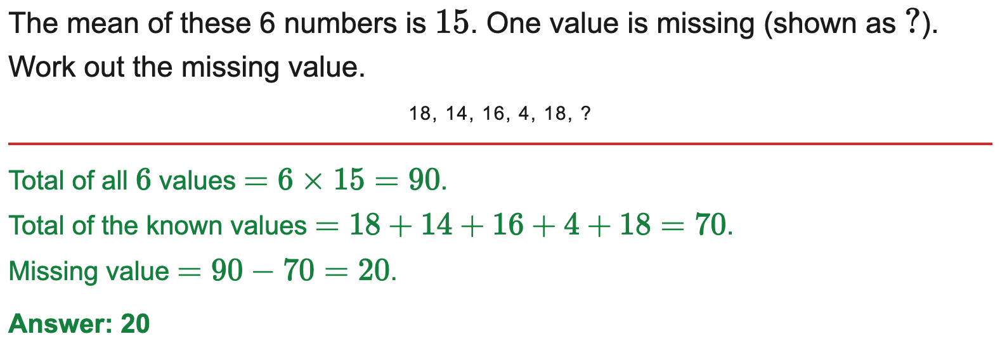 The mean of these 6 numbers is 15. One value is missing (shown as ?).
Work out the missing value.
18, 14, 16, 4, 18, ?
Total of all 6 values = 6 × 15 = 90.
Total of the known values = 18 + 14 + 16 + 4 + 18 = 70.
Missing value = 90 − 70 = 20.
Answer: 20